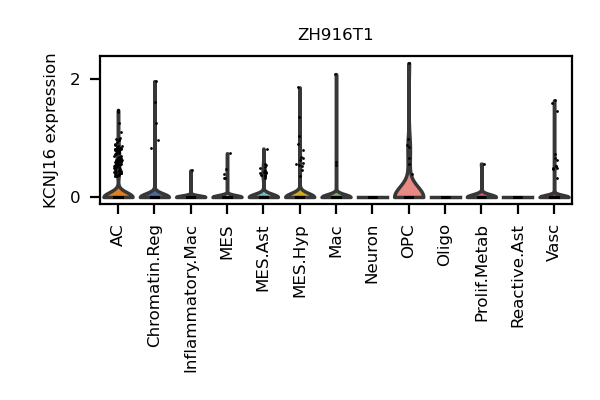 ZH916T1
KCNJ16 expression
2
0
AC
Chromatin.Reg
Inflammatory.Mac
MES
MES.Ast
MES.Hyp
Mac
Neuron
OPC
Oligo
Prolif.Metab
Reactive.Ast
Vasc